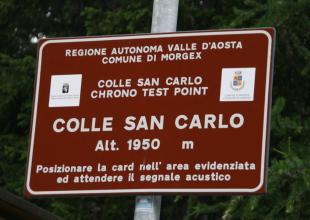 REGIONE AUTONOMA VALLE D'AOSTA
COMUNE DI MORGEX
COLLE SAN CARLO
CHRONO TEST POINT
COLLE SAN CARLO
Alt. 1950 m
Posizionare la card nell' area evidenziata
ed attendere il segnale acustico